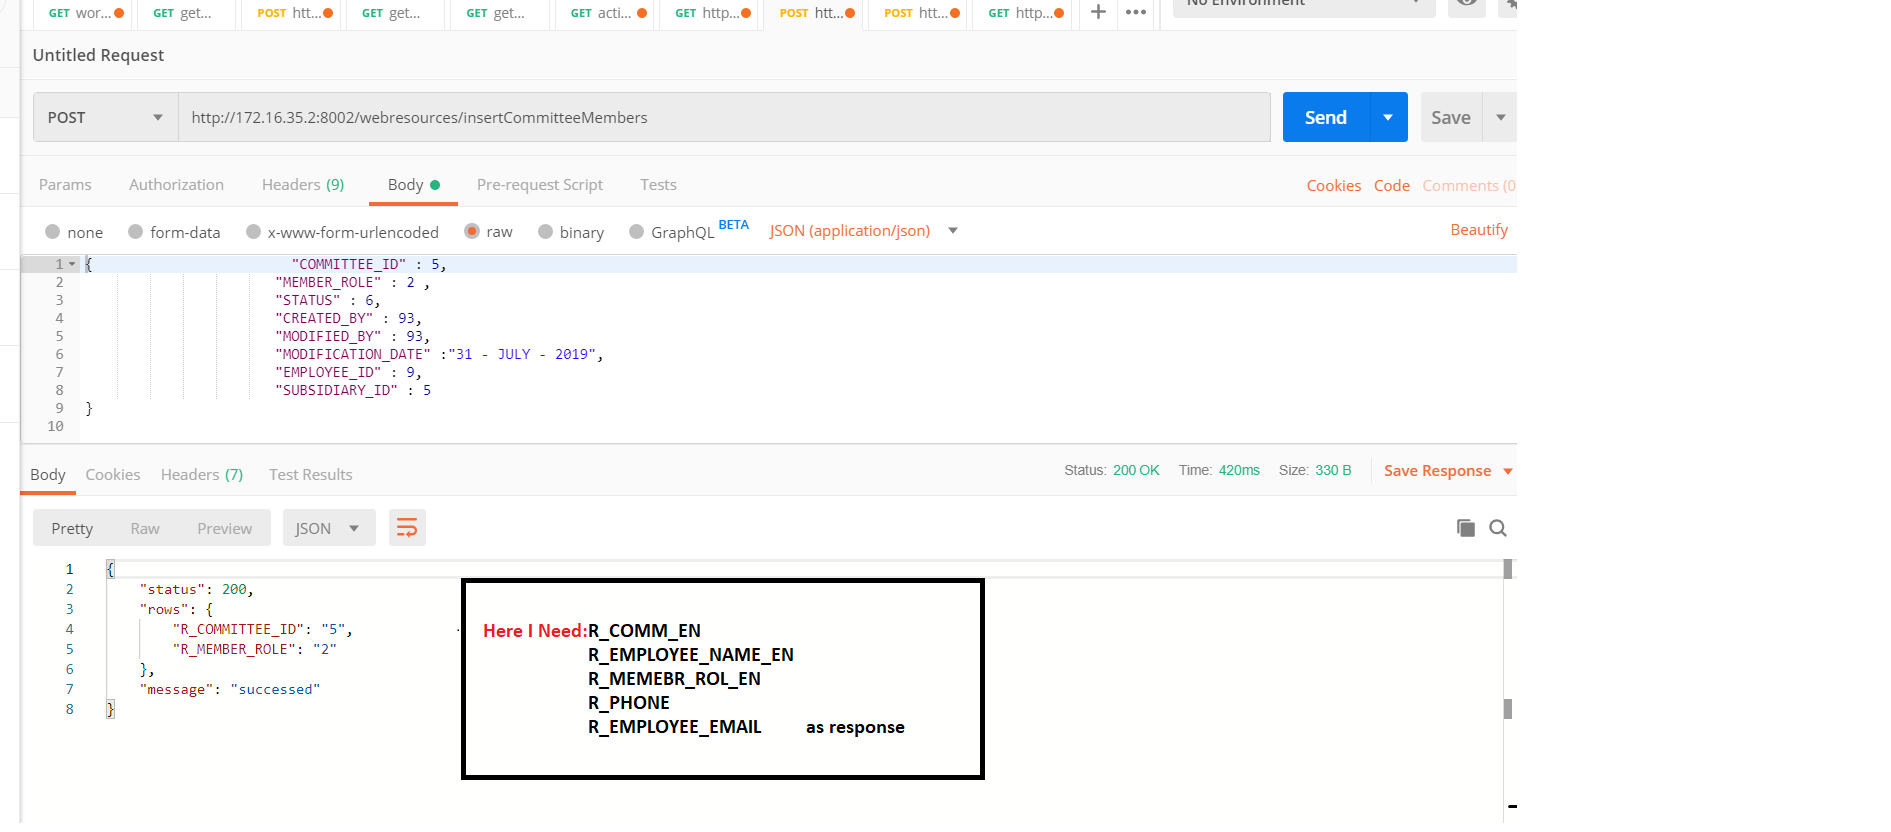 GET wor... GET get... POST htt... GET get... GET get... GET acti... GET http... POST htt... POST htt... GET http... + ••• No Environment
Untitled Request
POST http://172.16.35.2:8002/webresources/insertCommitteeMembers Send Save
Params Authorization Headers (9) Body Pre-request Script Tests Cookies Code Comments (0
none form-data x-www-form-urlencoded raw binary GraphQL BETA JSON (application/json) Beautify
1 { "COMMITTEE_ID" : 5,
2 "MEMBER_ROLE" : 2 ,
3 "STATUS" : 6,
4 "CREATED_BY" : 93,
5 "MODIFIED_BY" : 93,
6 "MODIFICATION_DATE" :"31 - JULY - 2019",
7 "EMPLOYEE_ID" : 9,
8 "SUBSIDIARY_ID" : 5
9 }
10
Body Cookies Headers (7) Test Results Status: 200 OK Time: 420ms Size: 330 B Save Response
Pretty Raw Preview JSON
1 {
2 "status": 200,
3 "rows": {
4 "R_COMMITTEE_ID": "5",
5 "R_MEMBER_ROLE": "2"
6 },
7 "message": "successed"
8 }
Here I Need:R_COMM_EN
R_EMPLOYEE_NAME_EN
R_MEMEBR_ROL_EN
R_PHONE
R_EMPLOYEE_EMAIL as response